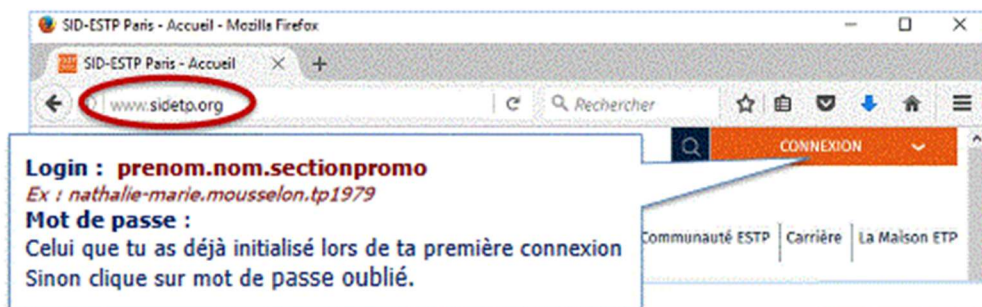 SID-ESTP Paris - Accueil - Mozilla Firefox
SID-ESTP Paris - Accueil
www.sidetp.org
Rechercher
CONNEXION
Login : prenom.nom.sectionpromo
Ex : nathalie-marie.mousselon.tp1979
Mot de passe :
Celui que tu as déjà initialisé lors de ta première connexion
Sinon clique sur mot de passe oublié.
Communauté ESTP | Carrière | La Maison ETP